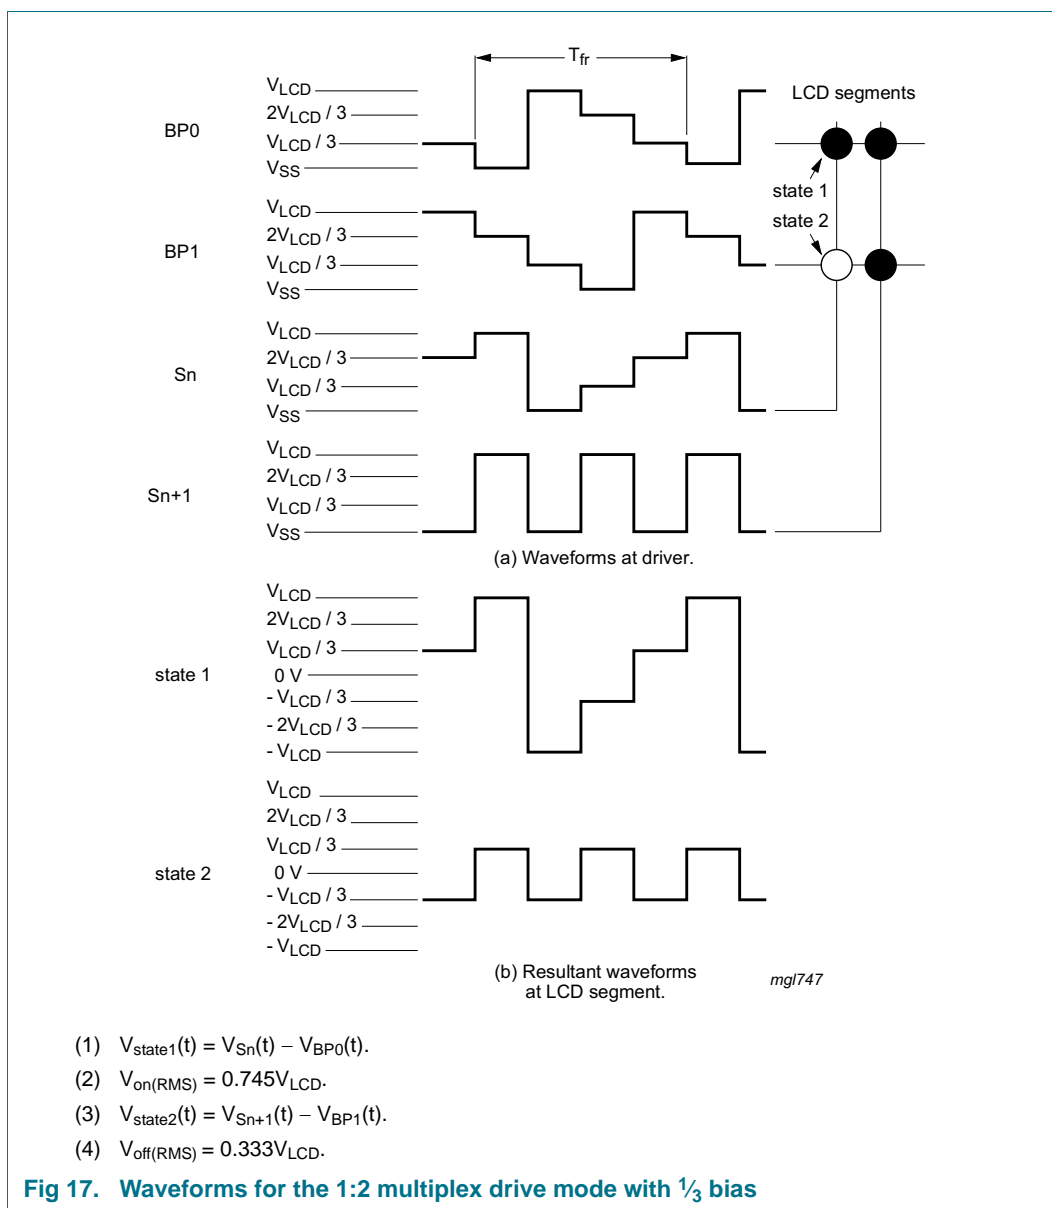 Tfr
LCD segments
BP0
VLCD
2VLCD / 3
VLCD / 3
VSS
state 1
state 2
BP1
VLCD
2VLCD / 3
VLCD / 3
VSS
Sn
VLCD
2VLCD / 3
VLCD / 3
VSS
Sn+1
VLCD
2VLCD / 3
VLCD / 3
VSS
(a) Waveforms at driver.
state 1
VLCD
2VLCD / 3
VLCD / 3
0 V
- VLCD / 3
- 2VLCD / 3
- VLCD
state 2
VLCD
2VLCD / 3
VLCD / 3
0 V
- VLCD / 3
- 2VLCD / 3
- VLCD
(b) Resultant waveforms
at LCD segment.
mgl747
(1) Vstate1(t) = VSn(t) − VBP0(t).
(2) Von(RMS) = 0.745VLCD.
(3) Vstate2(t) = VSn+1(t) − VBP1(t).
(4) Voff(RMS) = 0.333VLCD.
Fig 17. Waveforms for the 1:2 multiplex drive mode with 1⁄3 bias